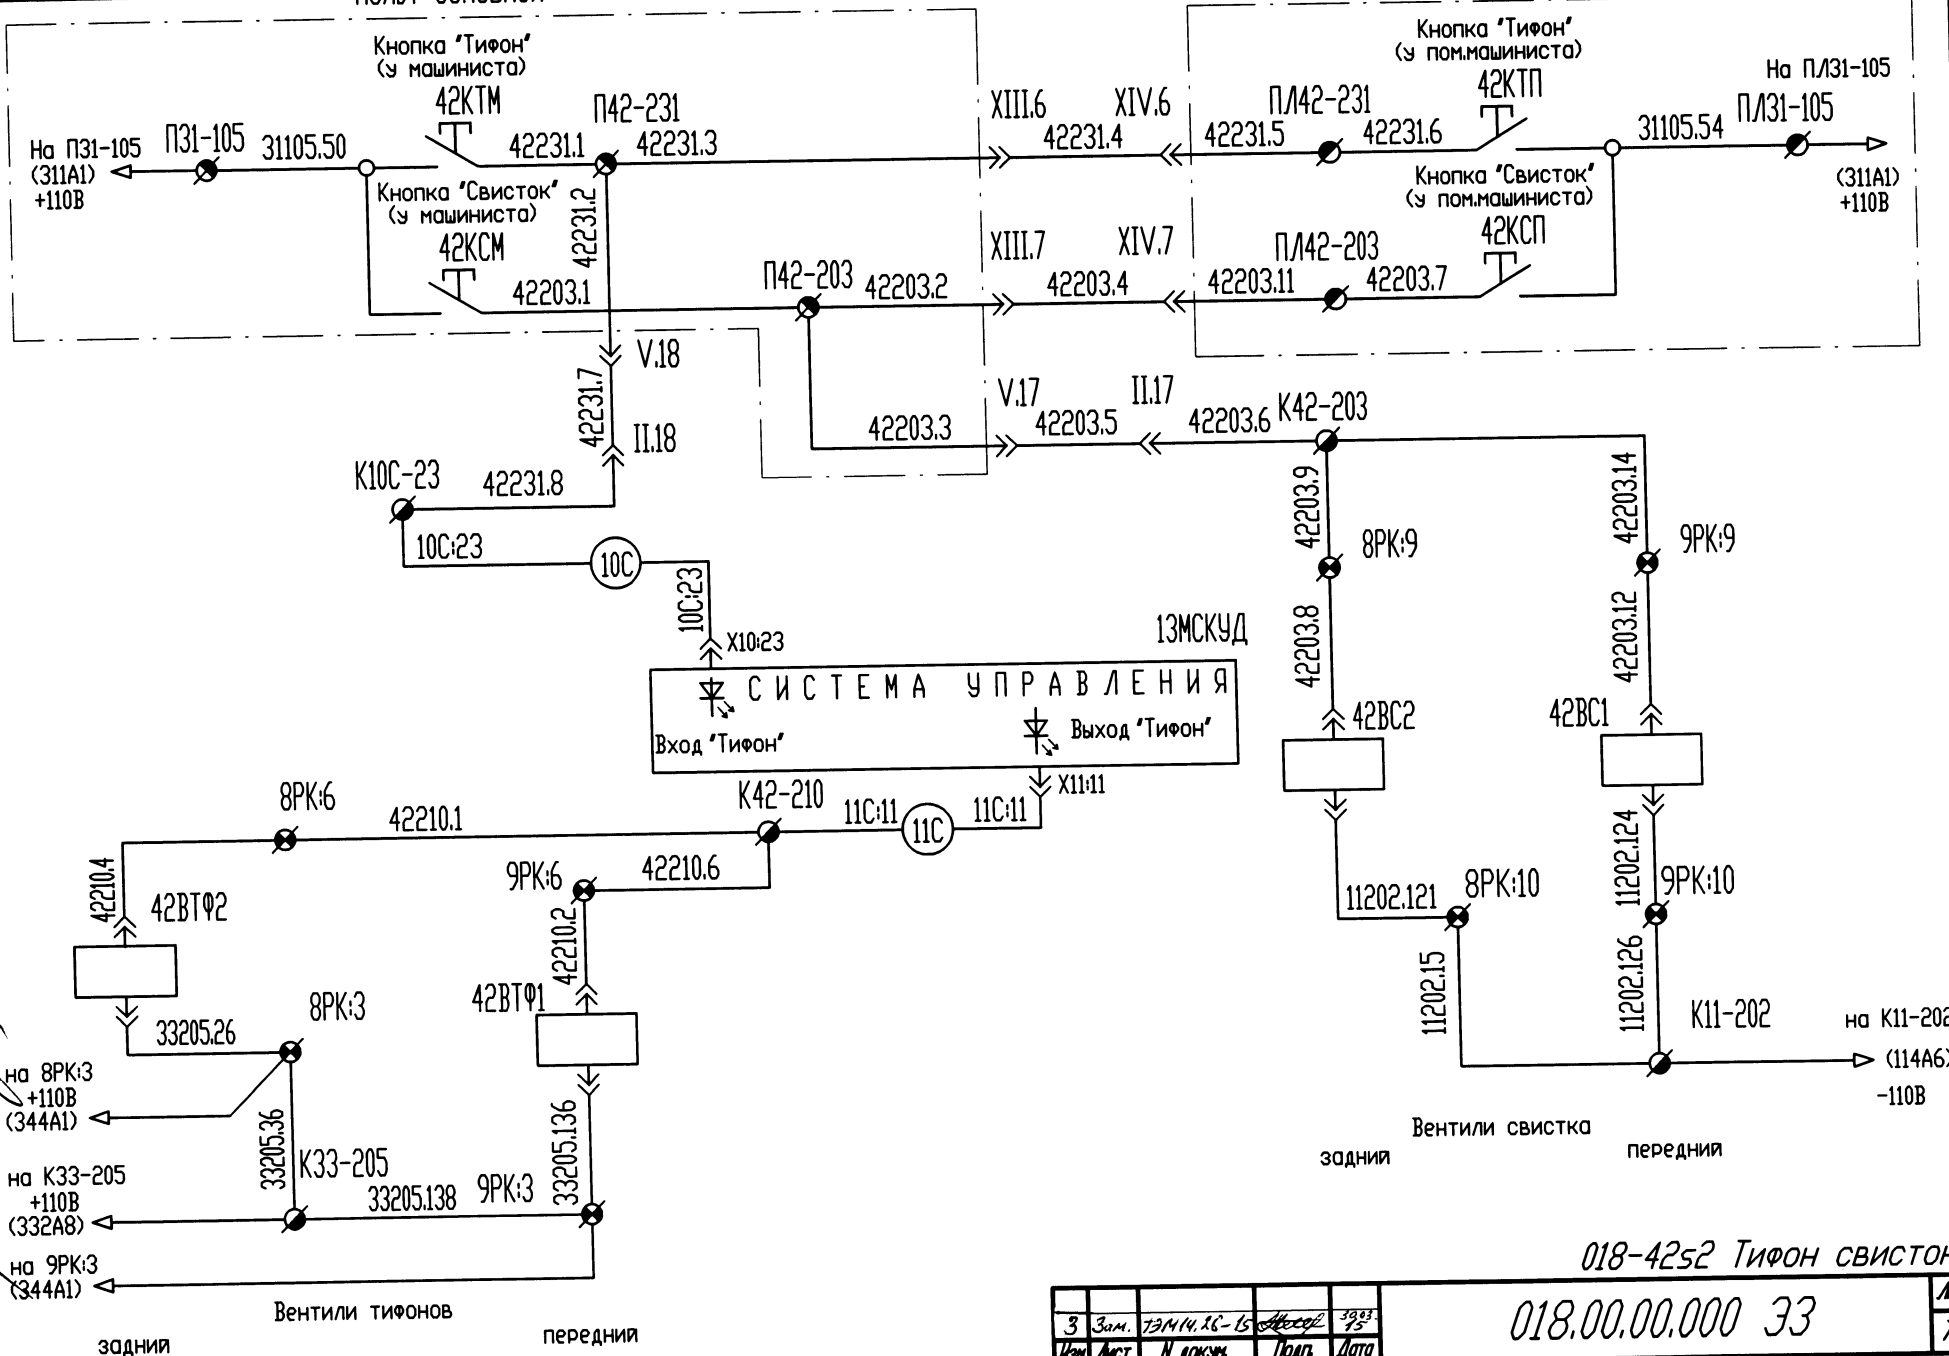 Кнопка "Тифон"
(у машиниста)
42КТМ
П42-231
На П31-105
(311А1)
+110В
П31-105
31105.50
42231.1
42231.3
42231.2
Кнопка "Свисток"
(у машиниста)
42КСМ
42203.1
П42-203
42203.2
XIII.6
XIV.6
42231.4
XIII.7
XIV.7
42203.4
Кнопка "Тифон"
(у пом.машиниста)
42КТП
ПЛ42-231
42231.5
42231.6
На ПЛ31-105
ПЛ31-105
31105.54
(311А1)
+110В
Кнопка "Свисток"
(у пом.машиниста)
42КСП
ПЛ42-203
42203.11
42203.7
V.18
42231.7
II.18
42203.3
V.17
II.17
42203.5
42203.6
К42-203
К10С-23
42231.8
10С:23
10С
10С:23
Х10:23
42203.9
8РК:9
42203.8
42203.14
9РК:9
42203.12
13МСКУД
СИСТЕМА УПРАВЛЕНИЯ
Вход "Тифон"
Выход "Тифон"
Х11:11
42ВС2
42ВС1
8РК:6
42210.1
К42-210
11С:11
11С
11С:11
42210.4
42ВТФ2
9РК:6
42210.6
42210.2
42ВТФ1
11202.121
8РК:10
11202.124
9РК:10
11202.15
11202.126
К11-202
на К11-202
(114А6)
-110В
33205.26
8РК:3
на 8РК:3
+110В
(344А1)
33205.36
33205.136
на К33-205
+110В
(332А8)
К33-205
33205.138
9РК:3
на 9РК:3
(344А1)
Вентили свистка
задний
передний
Вентили тифонов
задний
передний
018-42s2 Тифон свисток
018.00.00.000 Э3
3
Зам.
ТЭМ14.26-15
Изм
Лист
N докум.
Подп.
Дата